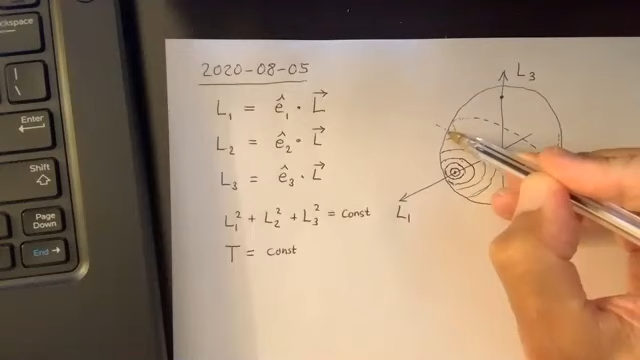 2020-08-05
L₁ = ê₁ · L⃗
L₂ = ê₂ · L⃗
L₃ = ê₃ · L⃗
L₁² + L₂² + L₃² = const
T = const
L₃
L₁
Backspace
\
Enter
Shift
Page
Down
End